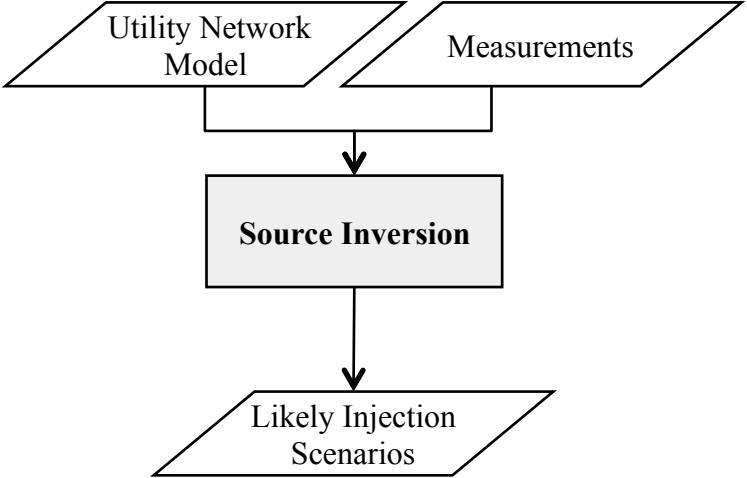 Utility Network
Model
Measurements
Source Inversion
Likely Injection
Scenarios